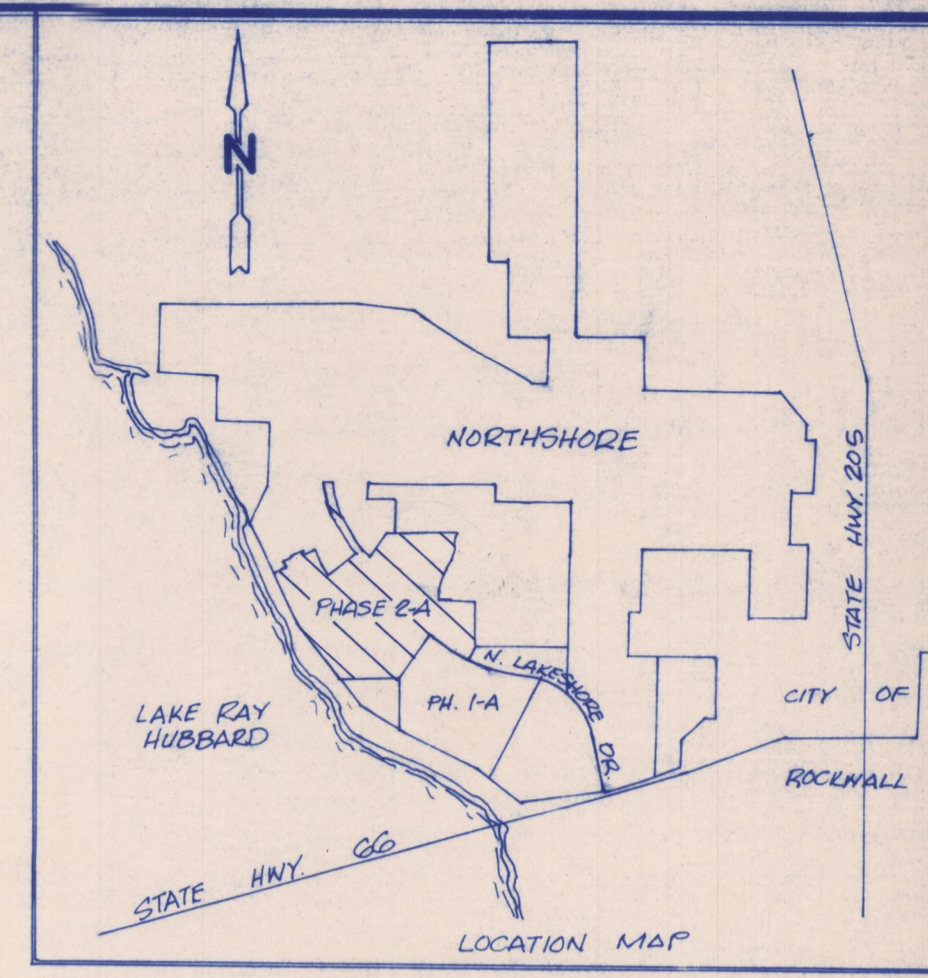 N
NORTHSHORE
STATE HWY. 205
PHASE 2-A
N. LAKESHORE DR.
PH. 1-A
CITY OF
ROCKWALL
LAKE RAY
HUBBARD
STATE HWY. 66
LOCATION MAP